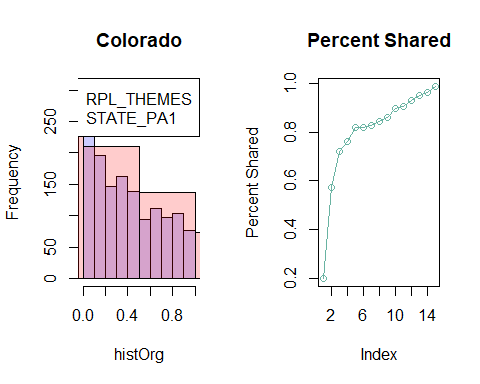 Colorado
Percent Shared
RPL_THEMES
STATE_PA1
Frequency
0
50
150
250
0.0
0.4
0.8
histOrg
Percent Shared
0.2
0.4
0.6
0.8
1.0
2
6
10
14
Index